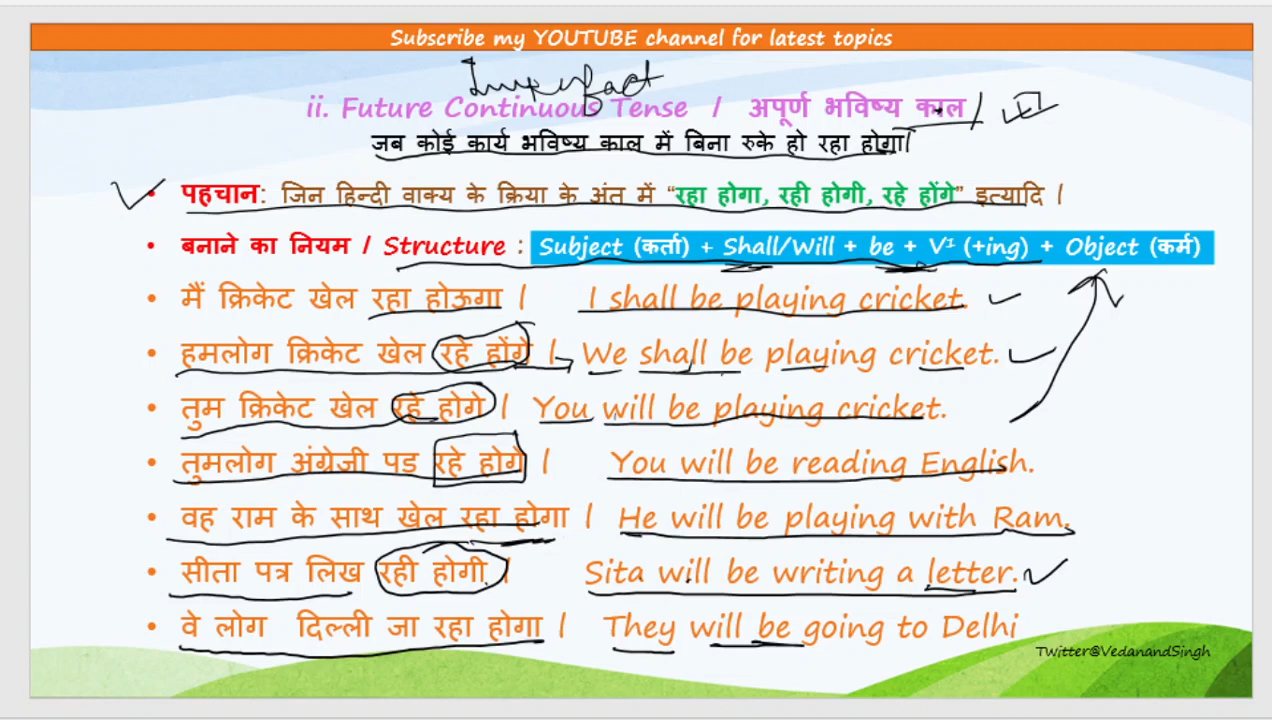 Subscribe my YOUTUBE channel for latest topics
Imperfact
ii. Future Continuous Tense / अपूर्ण भविष्य काल /
जब कोई कार्य भविष्य काल में बिना रुके हो रहा होगा।
• पहचान: जिन हिन्दी वाक्य के क्रिया के अंत में "रहा होगा, रही होगी, रहे होंगे" इत्यादि |
• बनाने का नियम / Structure : Subject (कर्ता) + Shall/Will + be + V¹ (+ing) + Object (कर्म)
• मैं क्रिकेट खेल रहा होऊगा | I shall be playing cricket.
• हमलोग क्रिकेट खेल रहे होंगे | We shall be playing cricket.
• तुम क्रिकेट खेल रहे होगे | You will be playing cricket.
• तुमलोग अंग्रेजी पड रहे होगे | You will be reading English.
• वह राम के साथ खेल रहा होगा | He will be playing with Ram.
• सीता पत्र लिख रही होगी | Sita will be writing a letter.
• वे लोग दिल्ली जा रहा होगा | They will be going to Delhi
Twitter@VedanandSingh